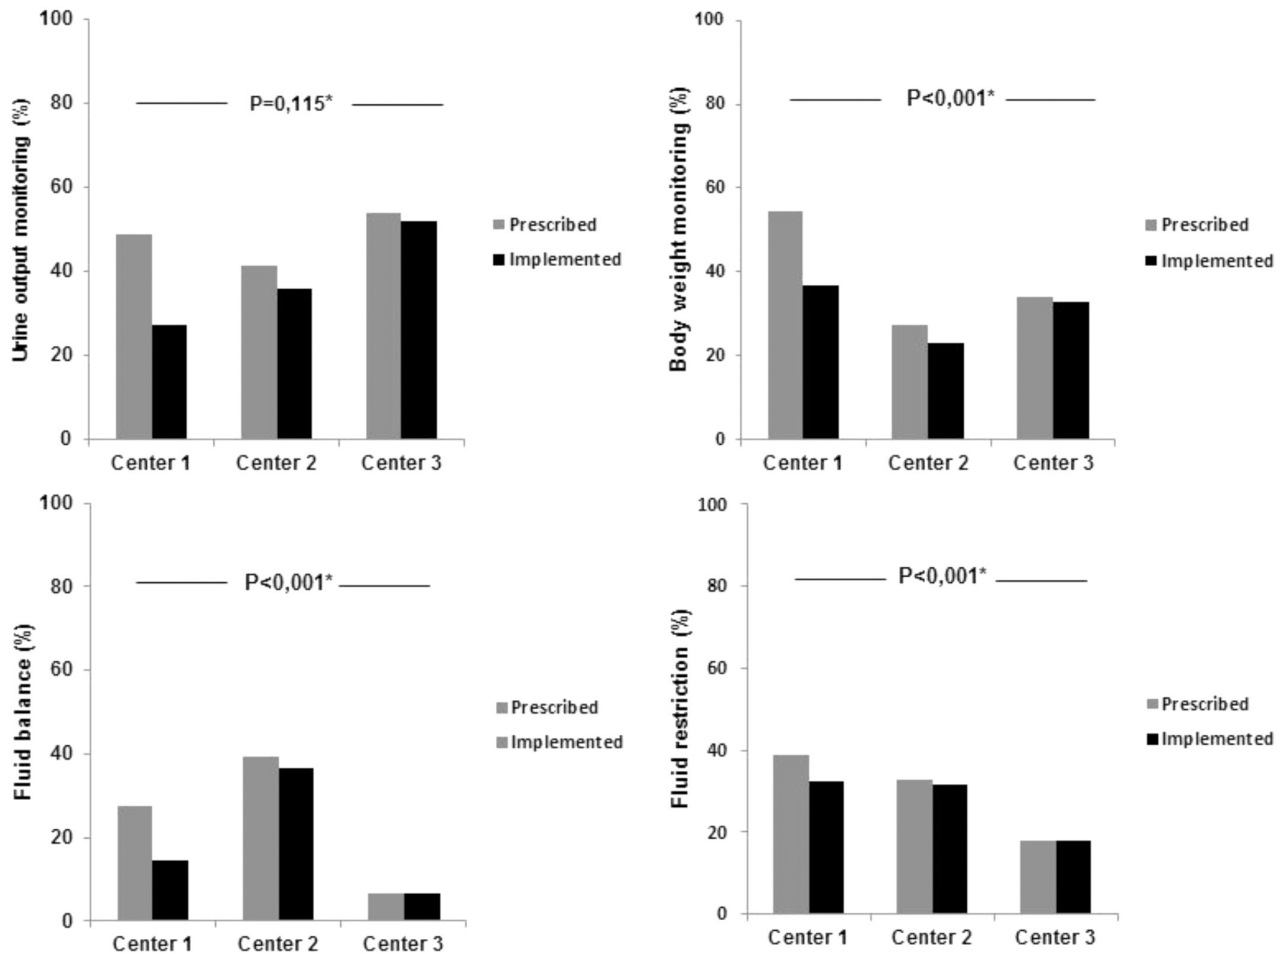 Urine output monitoring (%)
100
80
60
40
20
0
P=0,115*
Prescribed
Implemented
Center 1
Center 2
Center 3
Body weight monitoring (%)
100
80
60
40
20
0
P<0,001*
Prescribed
Implemented
Center 1
Center 2
Center 3
Fluid balance (%)
100
80
60
40
20
0
P<0,001*
Prescribed
Implemented
Center 1
Center 2
Center 3
Fluid restriction (%)
100
80
60
40
20
0
P<0,001*
Prescribed
Implemented
Center 1
Center 2
Center 3